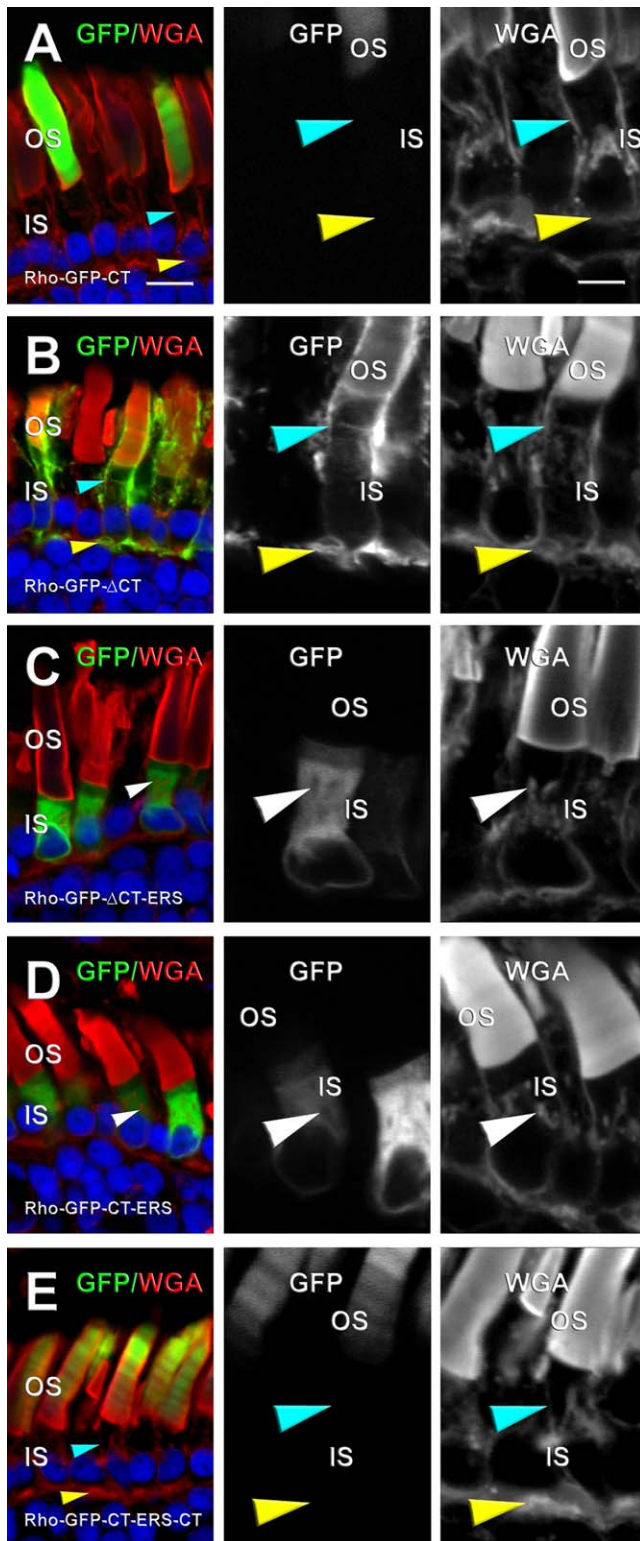 A GFP/WGA GFP WGA
OS OS OS
IS IS IS
Rho-GFP-CT
B GFP/WGA GFP WGA
OS OS OS
IS IS IS
Rho-GFP-ΔCT
C GFP/WGA GFP WGA
OS OS OS
IS IS IS
Rho-GFP-ΔCT-ERS
D GFP/WGA GFP WGA
OS OS OS
IS IS IS
Rho-GFP-CT-ERS
E GFP/WGA GFP WGA
OS OS OS
IS IS IS
Rho-GFP-CT-ERS-CT